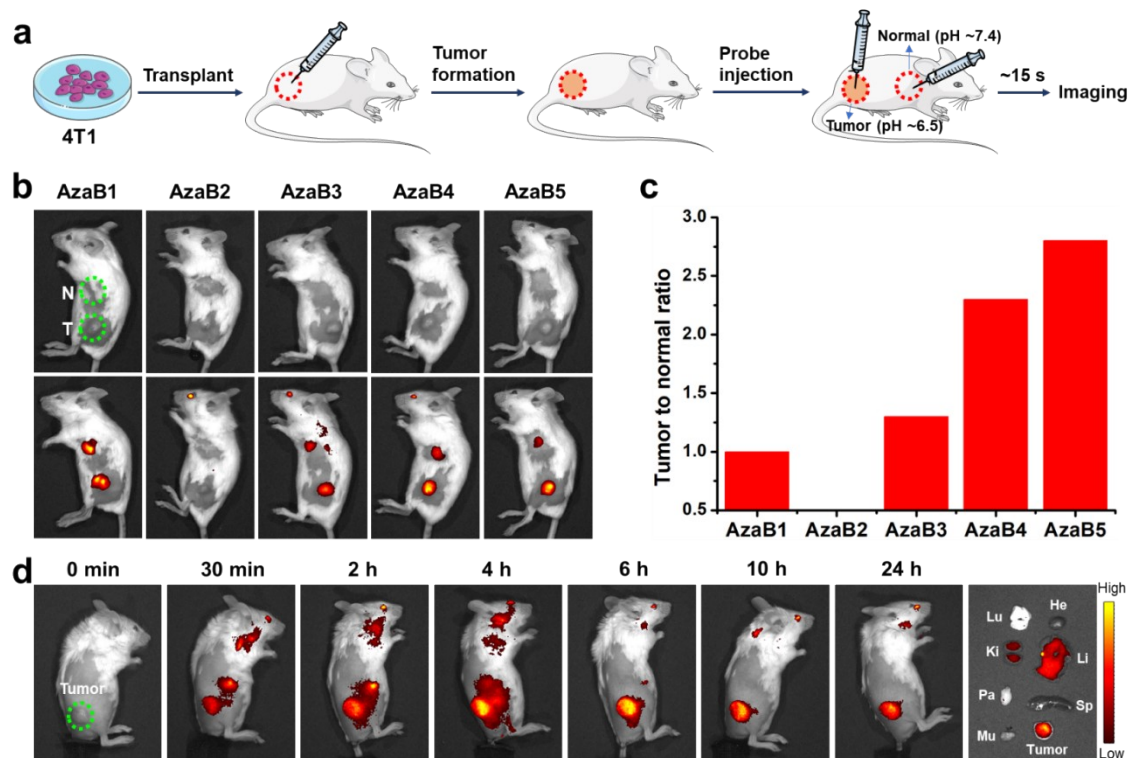 a
4T1
Transplant
Tumor
formation
Probe
injection
Normal (pH ~7.4)
Tumor (pH ~6.5)
~15 s
Imaging
b
AzaB1 AzaB2 AzaB3 AzaB4 AzaB5
N
T
c
Tumor to normal ratio
3.0
2.5
2.0
1.5
1.0
0.5
AzaB1 AzaB2 AzaB3 AzaB4 AzaB5
d
0 min 30 min 2 h 4 h 6 h 10 h 24 h
Tumor
Lu He
Ki Li
Pa Sp
Mu Tumor
High
Low